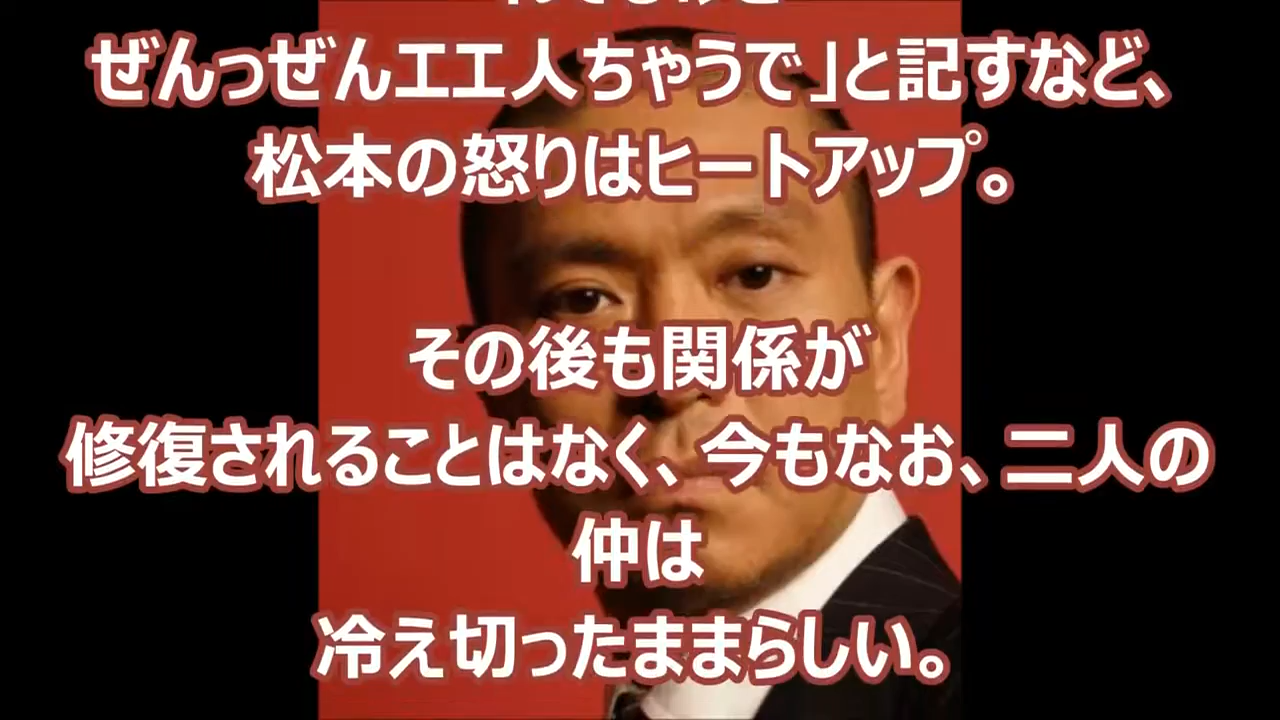 ぜんっぜんエエ人ちゃうで」と記すなど、
松本の怒りはヒートアップ。
その後も関係が
修復されることはなく、今もなお、二人の
仲は
冷え切ったままらしい。